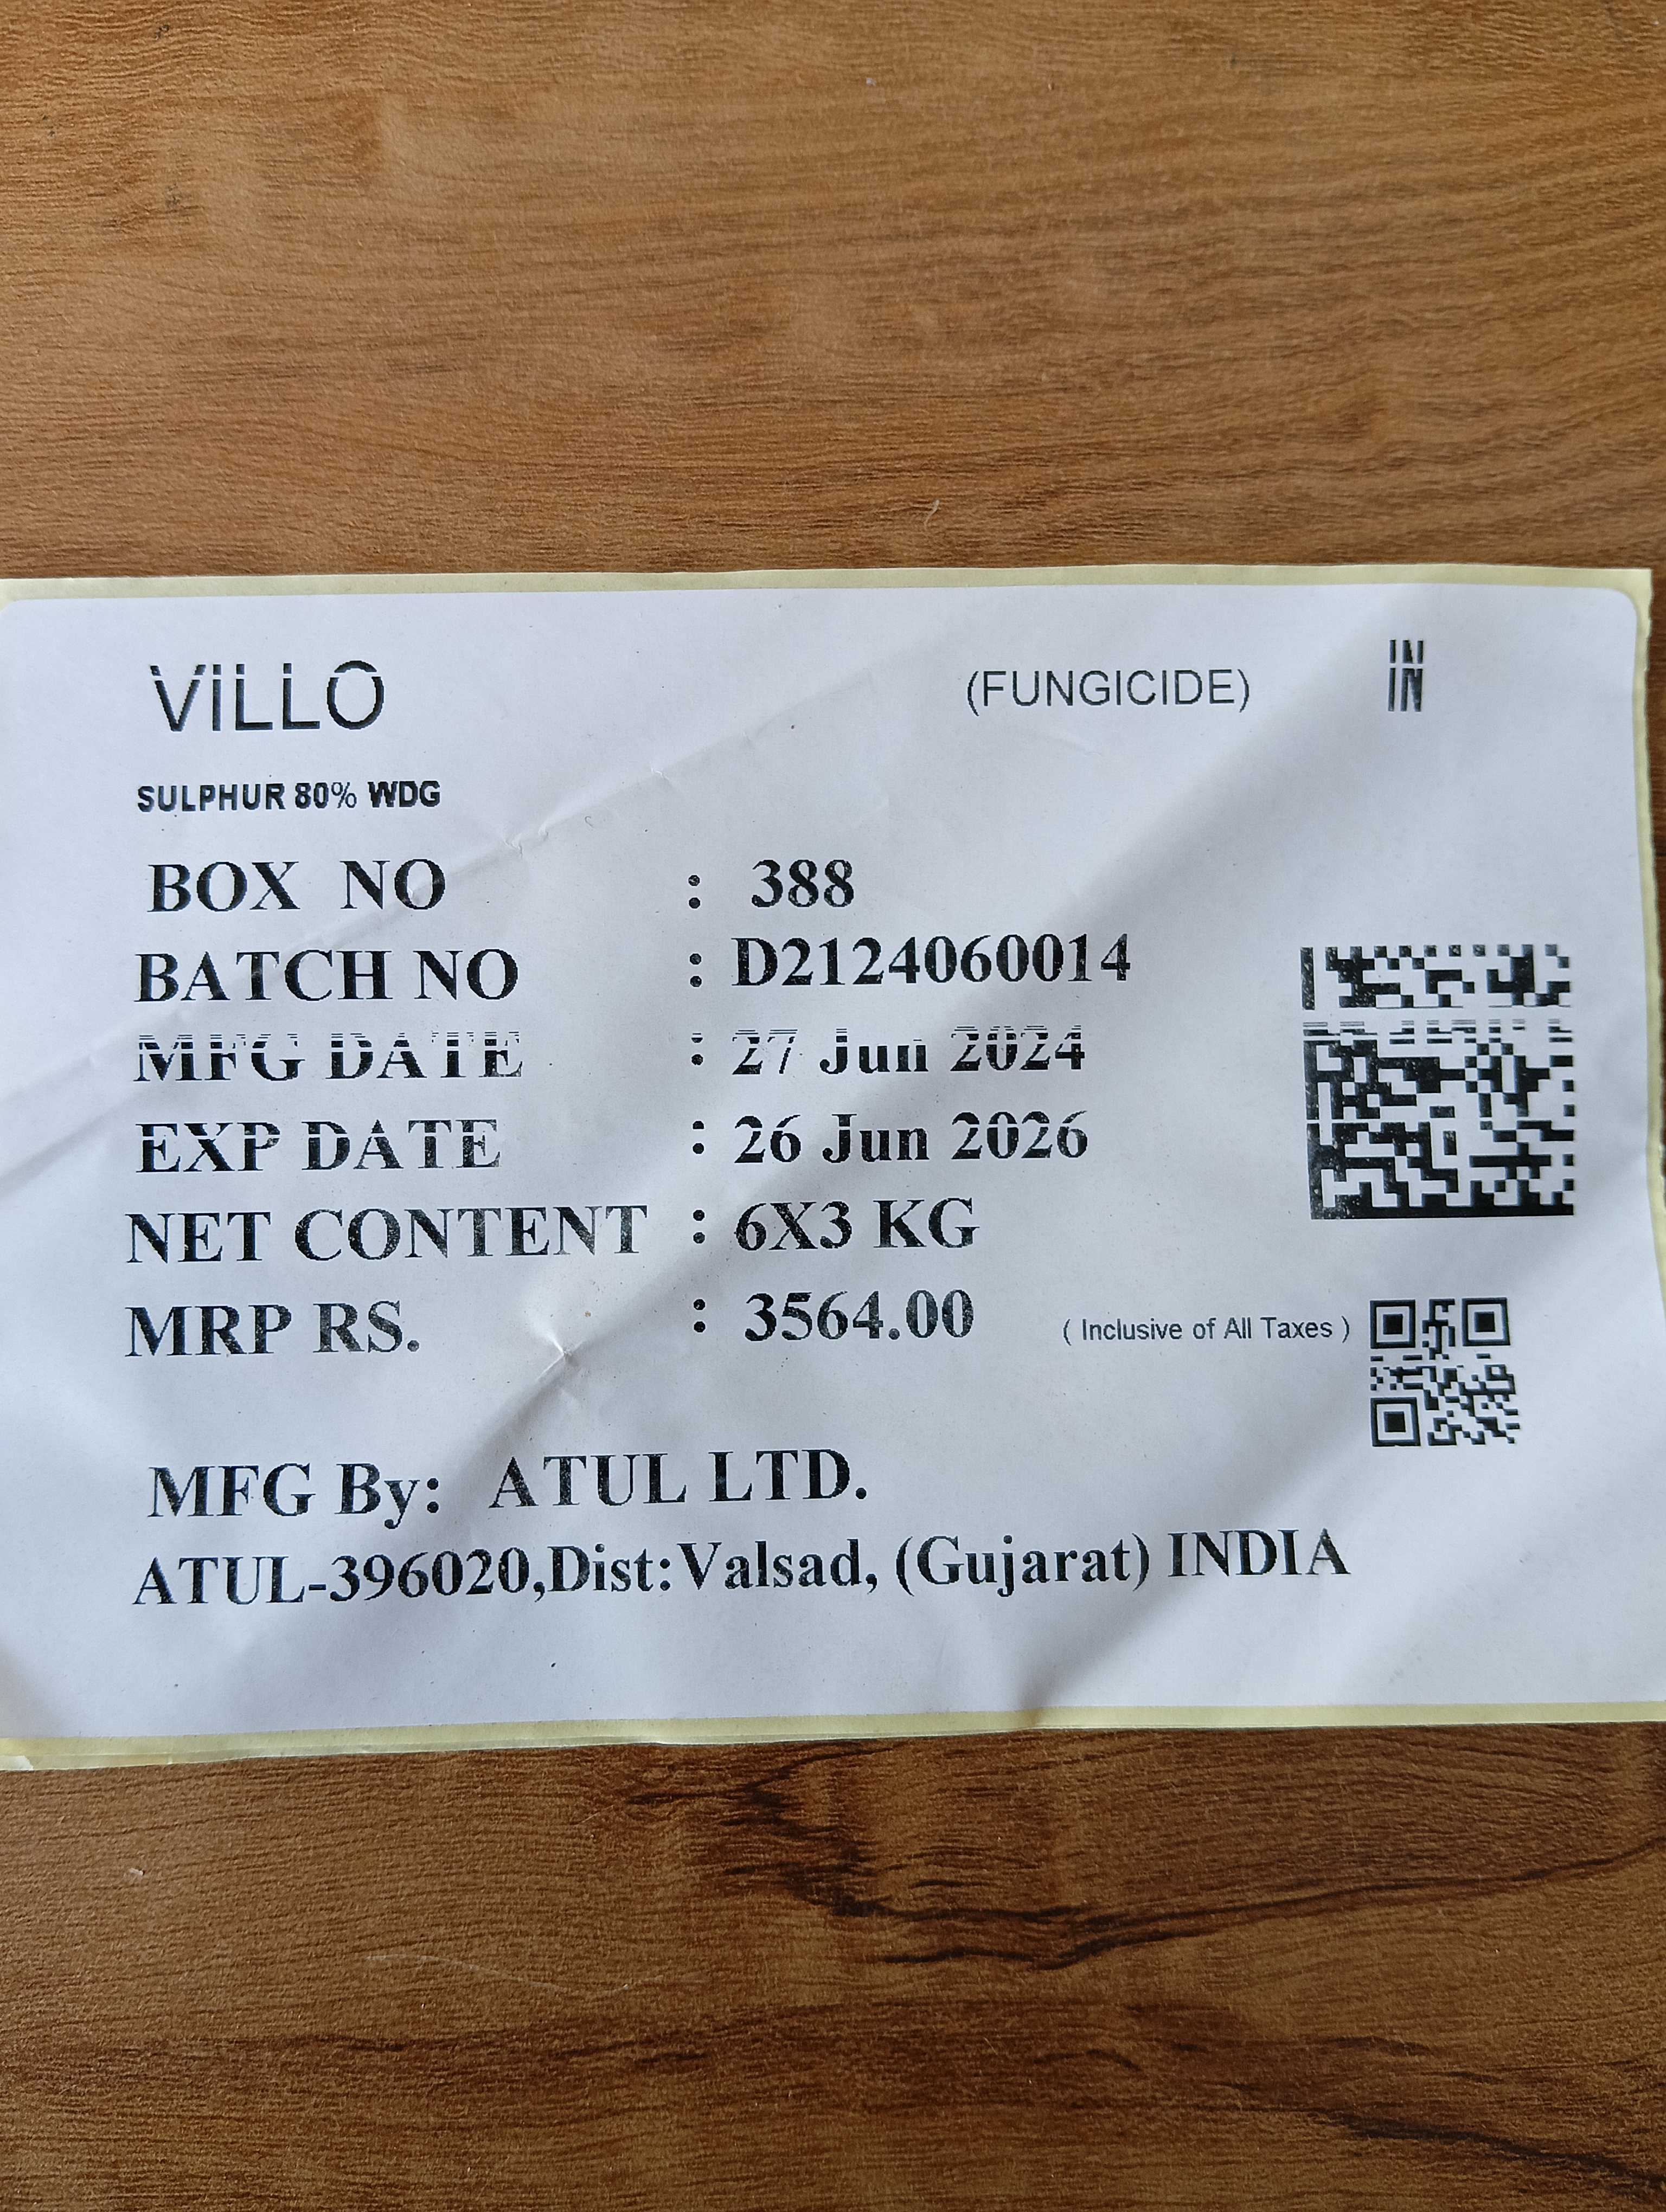 ViLLO (FUNGICIDE) IN
SULPHUR 80% WDG
BOX NO : 388
BATCH NO : D2124060014
MFG DATE : 27 Jun 2024
EXP DATE : 26 Jun 2026
NET CONTENT : 6X3 KG
MRP RS. : 3564.00 ( Inclusive of All Taxes )
MFG By: ATUL LTD.
ATUL-396020,Dist:Valsad, (Gujarat) INDIA